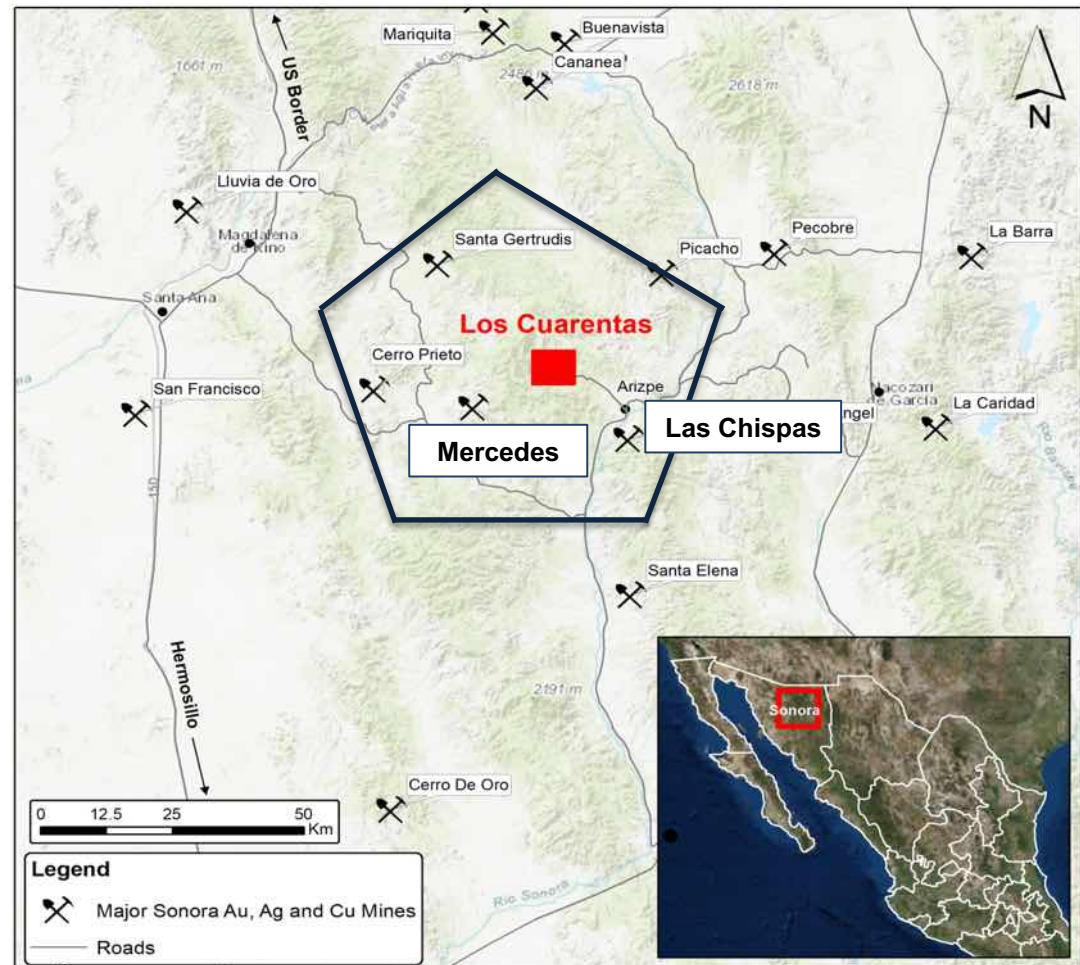 Mariquita
Buenavista
Cananea
1661 m
2618 m
US Border
N
Lluvia de Oro
Magdalena
de Kino
Santa Gertrudis
Picacho
Pecobre
La Barra
Santa Ana
Los Cuarentas
Cerro Prieto
San Francisco
Arizpe
Nacozari
de García
La Caridad
Mercedes
Las Chispas
ngel
15D
Santa Elena
Hermosillo
2191 m
Sonora
Cerro De Oro
0 12.5 25 50
Km
Rio Sonora
Legend
Major Sonora Au, Ag and Cu Mines
Roads